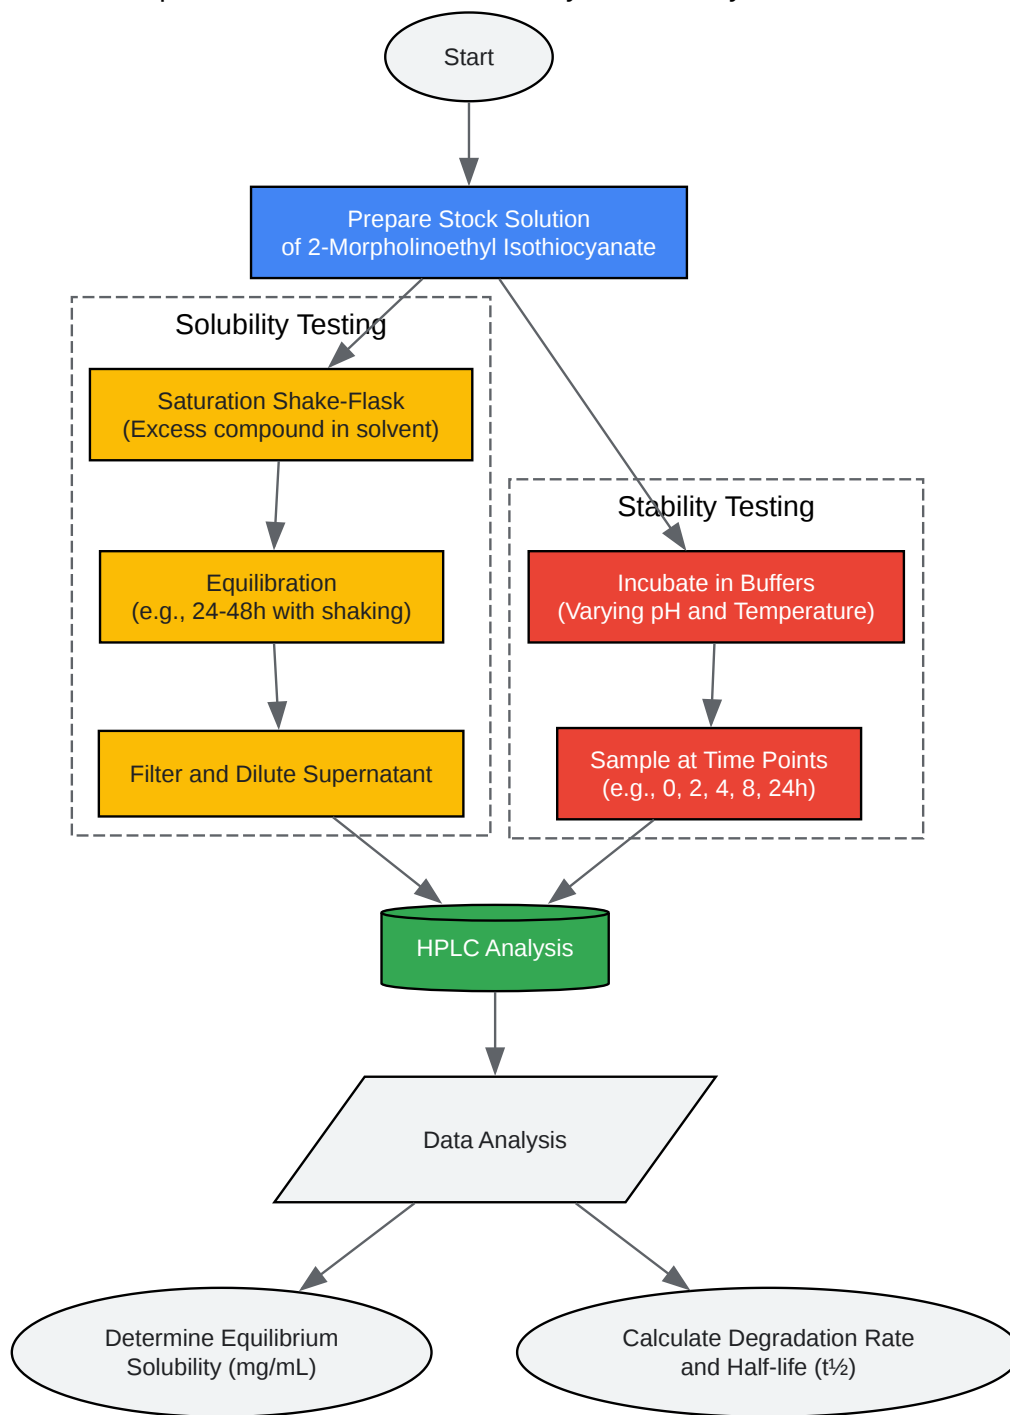 Start
Prepare Stock Solution
of 2-Morpholinoethyl Isothiocyanate
Solubility Testing
Saturation Shake-Flask
(Excess compound in solvent)
Equilibration
(e.g., 24-48h with shaking)
Filter and Dilute Supernatant
Stability Testing
Incubate in Buffers
(Varying pH and Temperature)
Sample at Time Points
(e.g., 0, 2, 4, 8, 24h)
HPLC Analysis
Data Analysis
Determine Equilibrium
Solubility (mg/mL)
Calculate Degradation Rate
and Half-life (t½)